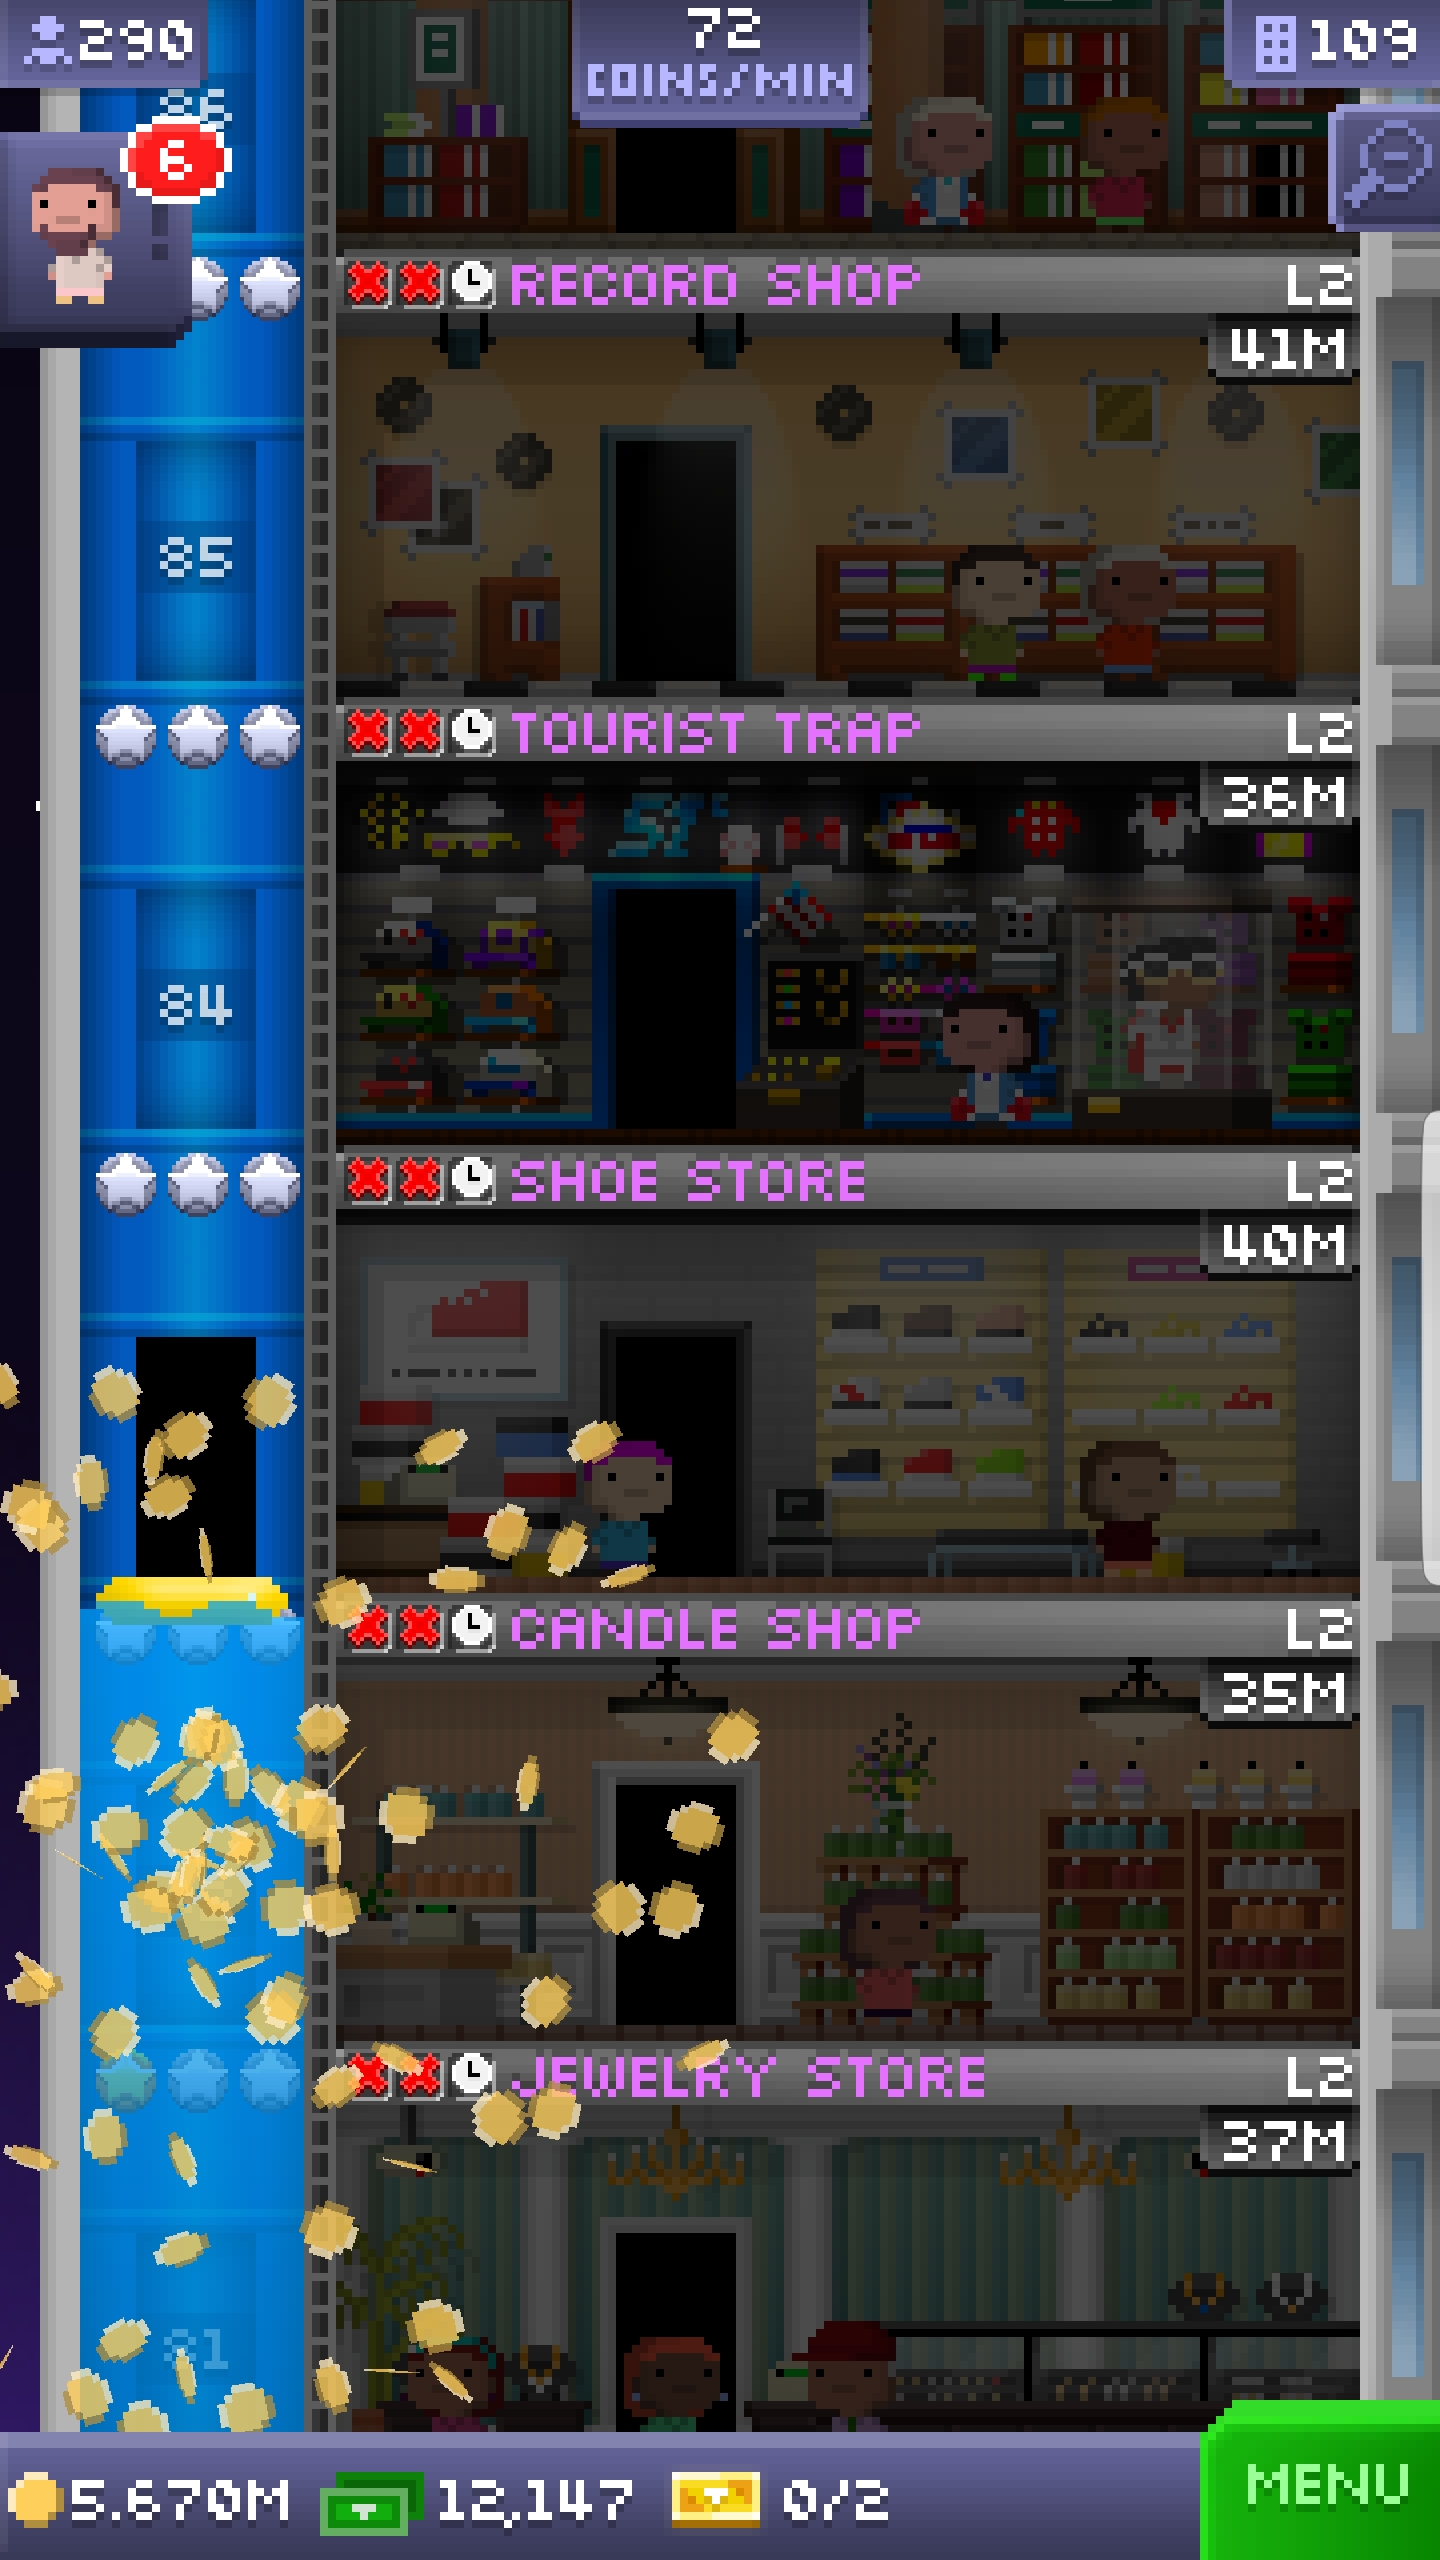 290
72
COINS/MIN
109
86
6
RECORD SHOP L2
41M
85
TOURIST TRAP L2
36M
84
SHOE STORE L2
40M
CANDLE SHOP L2
35M
JEWELRY STORE L2
37M
81
5.670M 12,147 0/2
MENU